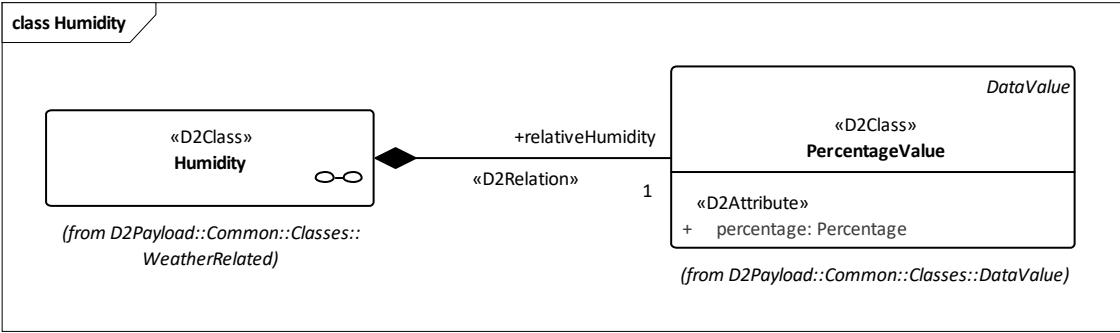 class Humidity
DataValue
«D2Class»
Humidity
+relativeHumidity
«D2Relation»
1
«D2Class»
PercentageValue
«D2Attribute»
+ percentage: Percentage
(from D2Payload::Common::Classes::
WeatherRelated)
(from D2Payload::Common::Classes::DataValue)